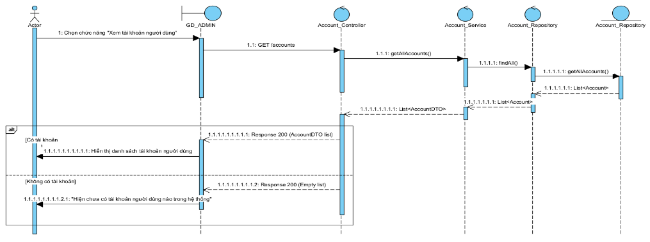 Actor
GD_ADMIN
Account_Controller
Account_Service
Account_Repository
Account_Repository
1: Chọn chức năng "Xem tài khoản người dùng"
1.1: GET /accounts
1.1.1: getAllAccounts()
1.1.1.1: findAll()
1.1.1.1.1: getAllAccounts()
1.1.1.1.1.1: List<Account>
1.1.1.1.1.1.1: List<Account>
1.1.1.1.1.1.1.1: List<AccountDTO>
alt
[Có tài khoản
1.1.1.1.1.1.1.1.1: Response 200 (AccountDTO list)
1.1.1.1.1.1.1.1.1.1: Hiển thị danh sách tài khoản người dùng
[Không có tài khoản]
1.1.1.1.1.1.1.1.2: Response 200 (Empty list)
1.1.1.1.1.1.1.1.2.1: "Hiện chưa có tài khoản người dùng nào trong hệ thống"